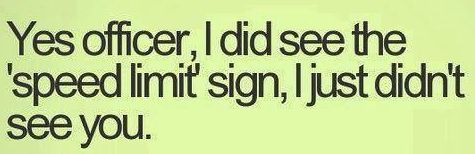 Yes officer, I did see the
'speed limit' sign, I just didn't
see you.